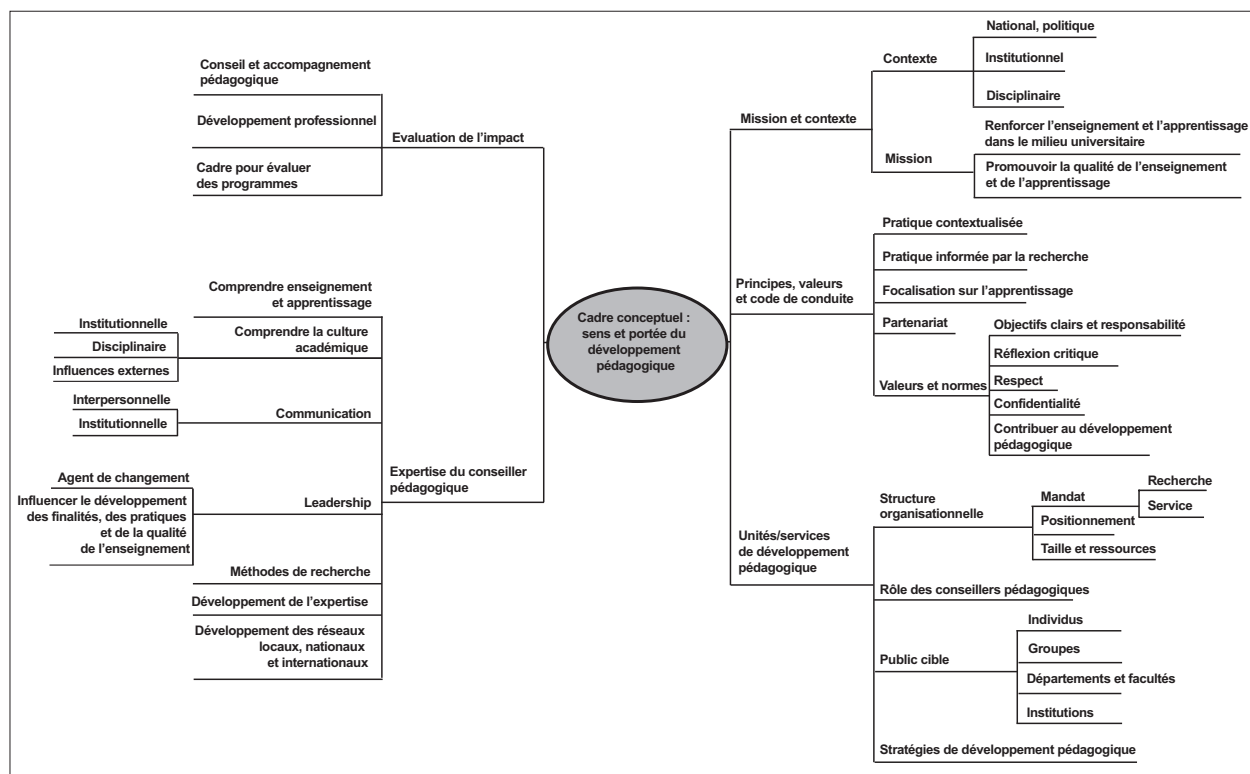 Cadre conceptuel :
sens et portée du
développement
pédagogique
Evaluation de l’impact
Conseil et accompagnement
pédagogique
Développement professionnel
Cadre pour évaluer
des programmes
Expertise du conseiller
pédagogique
Comprendre enseignement
et apprentissage
Comprendre la culture
académique
Institutionnelle
Disciplinaire
Influences externes
Communication
Interpersonnelle
Institutionnelle
Leadership
Agent de changement
Influencer le développement
des finalités, des pratiques
et de la qualité
de l’enseignement
Méthodes de recherche
Développement de l’expertise
Développement des réseaux
locaux, nationaux
et internationaux
Mission et contexte
Contexte
National, politique
Institutionnel
Disciplinaire
Mission
Renforcer l’enseignement et l’apprentissage
dans le milieu universitaire
Promouvoir la qualité de l’enseignement
et de l’apprentissage
Principes, valeurs
et code de conduite
Pratique contextualisée
Pratique informée par la recherche
Focalisation sur l’apprentissage
Partenariat
Valeurs et normes
Objectifs clairs et responsabilité
Réflexion critique
Respect
Confidentialité
Contribuer au développement
pédagogique
Unités/services
de développement
pédagogique
Structure
organisationnelle
Mandat
Recherche
Service
Positionnement
Taille et ressources
Rôle des conseillers pédagogiques
Public cible
Individus
Groupes
Départements et facultés
Institutions
Stratégies de développement pédagogique